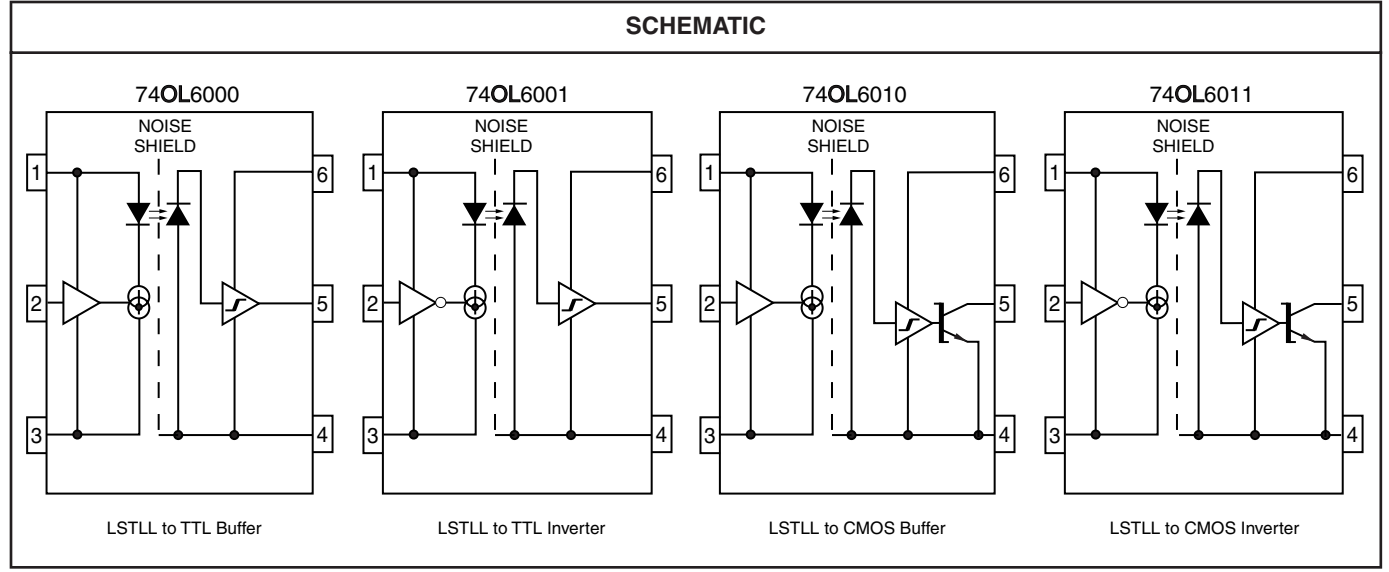 SCHEMATIC
74OL6000
NOISE
SHIELD
1
2
3
6
5
4
LSTLL to TTL Buffer
74OL6001
NOISE
SHIELD
1
2
3
6
5
4
LSTLL to TTL Inverter
74OL6010
NOISE
SHIELD
1
2
3
6
5
4
LSTLL to CMOS Buffer
74OL6011
NOISE
SHIELD
1
2
3
6
5
4
LSTLL to CMOS Inverter